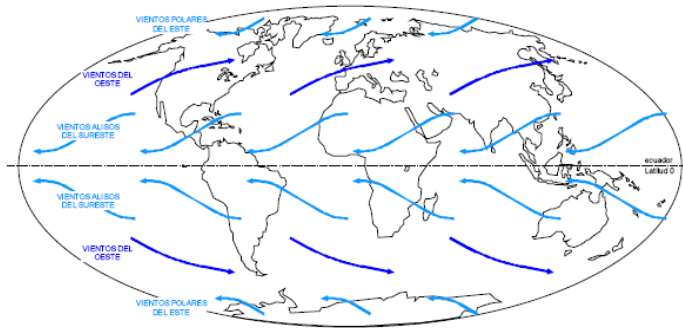 VIENTOS POLARES
DEL ESTE
VIENTOS DEL
OESTE
VIENTOS ALISOS
DEL SURESTE
ecuador
Latitud 0
VIENTOS ALISOS
DEL SURESTE
VIENTOS DEL
OESTE
VIENTOS POLARES
DEL ESTE